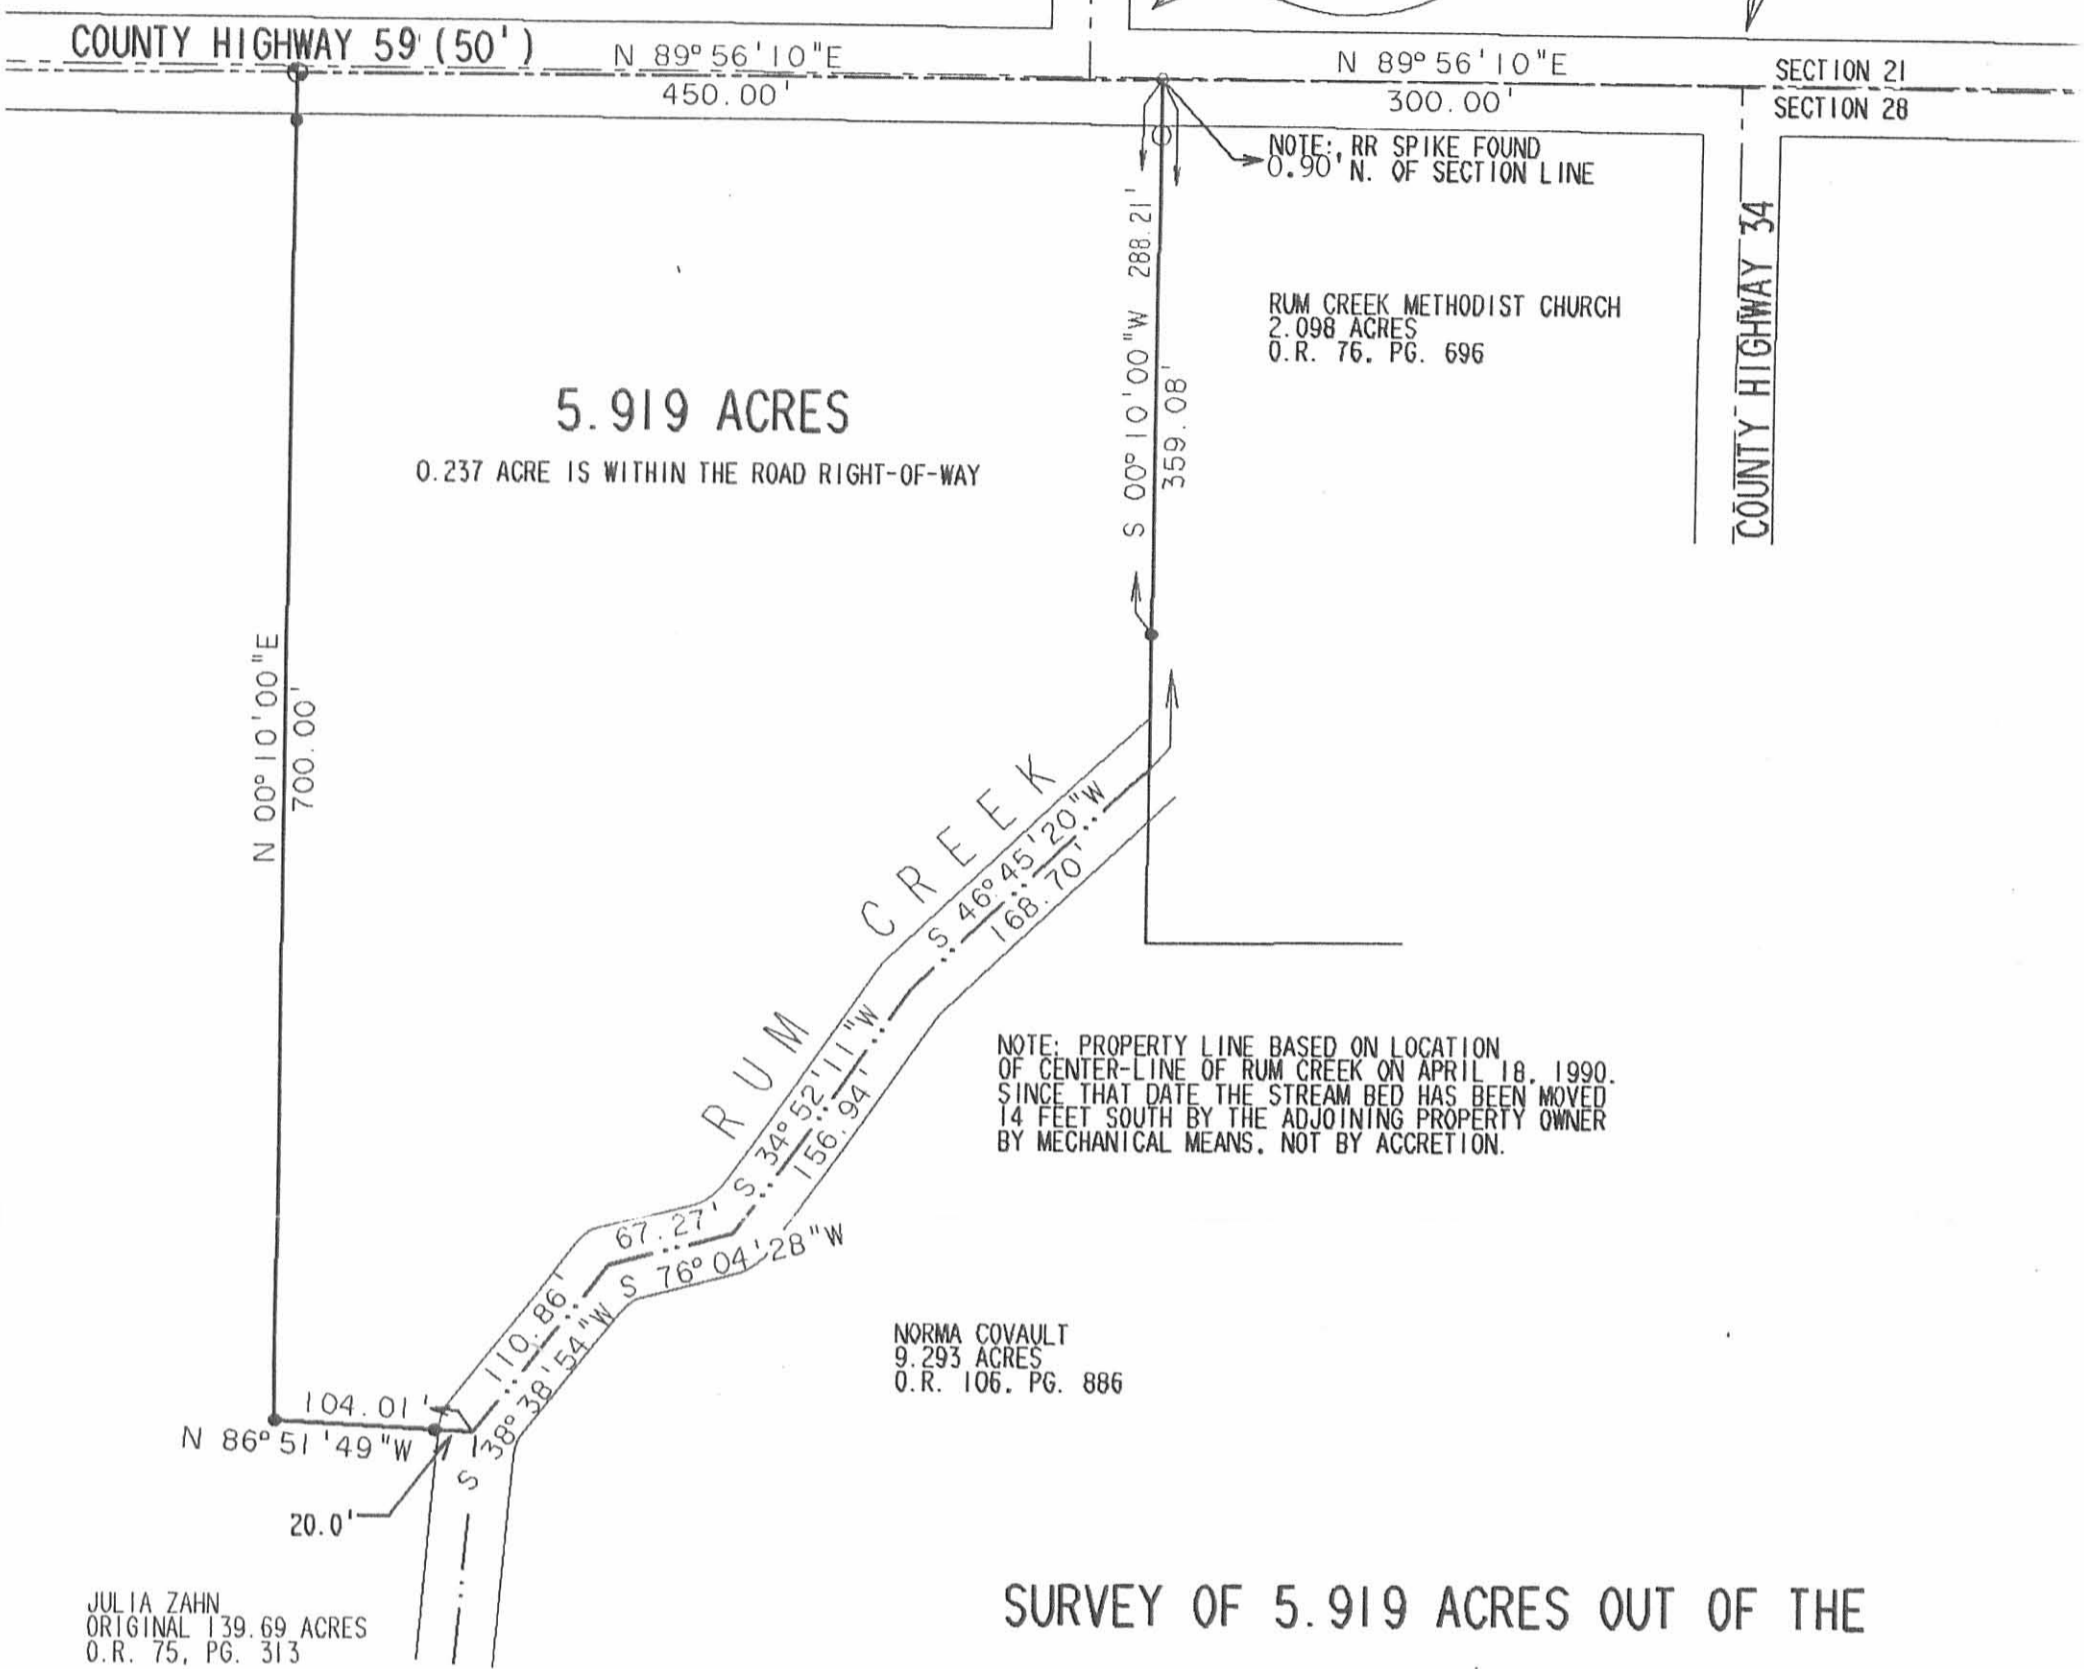 COUNTY HIGHWAY 59 (50')
N 89° 56' 10"E
450.00'
N 89° 56' 10"E
300.00'
SECTION 21
SECTION 28
NOTE: RR SPIKE FOUND
0.90' N. OF SECTION LINE
S 00° 10' 00"W 288.21'
359.08'
RUM CREEK METHODIST CHURCH
2.098 ACRES
O.R. 76. PG. 696
COUNTY HIGHWAY 34
5.919 ACRES
0.237 ACRE IS WITHIN THE ROAD RIGHT-OF-WAY
N 00° 10' 00"E
700.00'
RUM CREEK
S 46° 45' 20"W
168.70'
S 34° 52' 11"W
156.94'
67.27'
S 76° 04' 28"W
110.86'
S 38° 38' 54"W
104.01'
N 86° 51' 49"W
20.0'
NOTE: PROPERTY LINE BASED ON LOCATION
OF CENTER-LINE OF RUM CREEK ON APRIL 18. 1990.
SINCE THAT DATE THE STREAM BED HAS BEEN MOVED
14 FEET SOUTH BY THE ADJOINING PROPERTY OWNER
BY MECHANICAL MEANS. NOT BY ACCRETION.
NORMA COVAULT
9.293 ACRES
O.R. 106. PG. 886
JULIA ZAHN
ORIGINAL 139.69 ACRES
O.R. 75, PG. 313
SURVEY OF 5.919 ACRES OUT OF THE